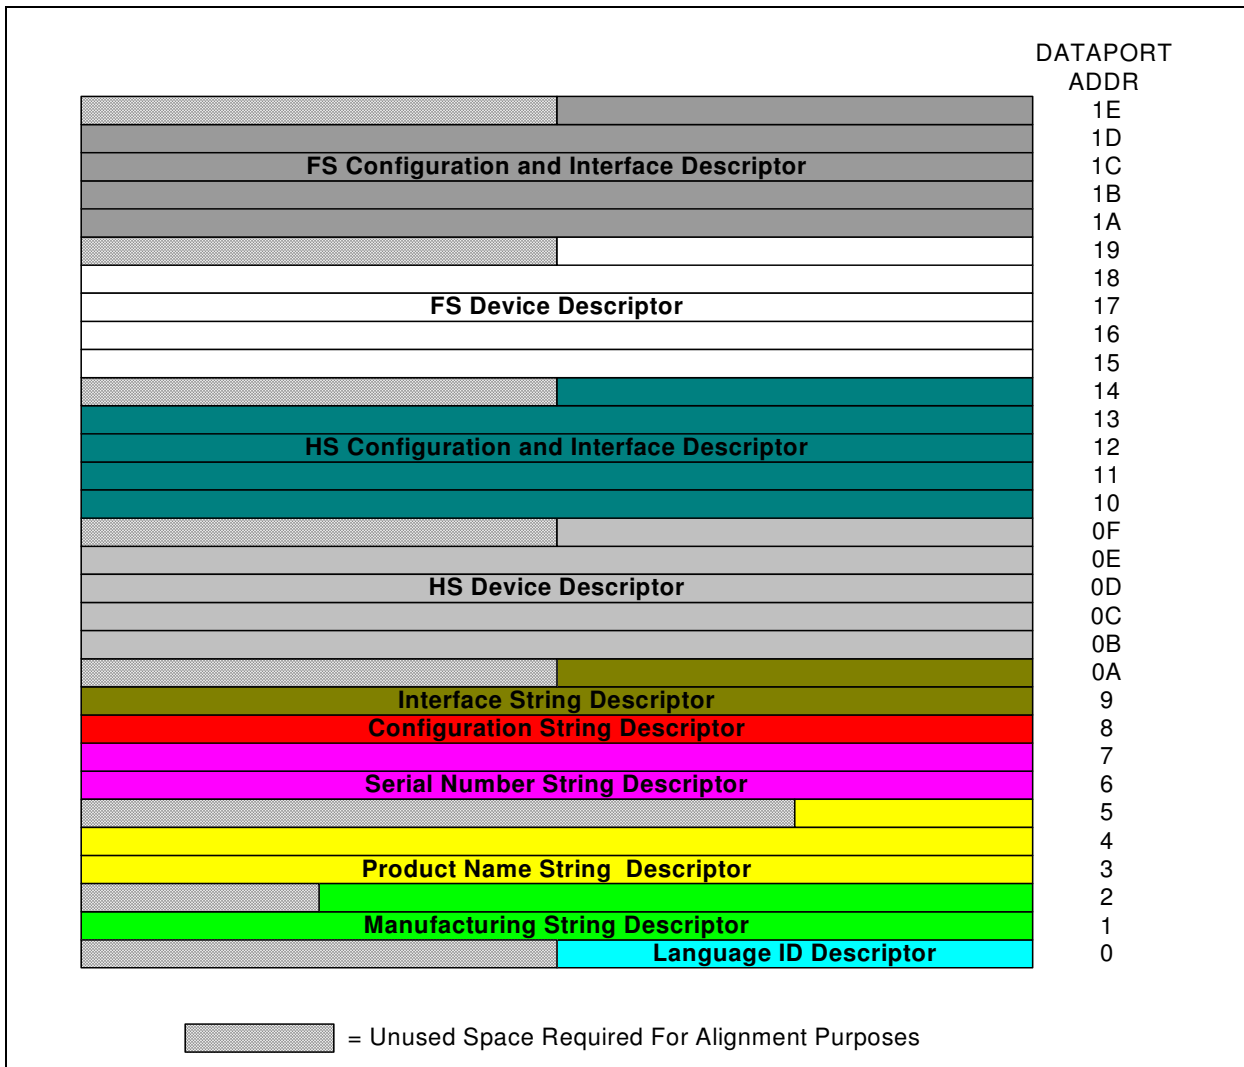 DATAPORT
ADDR
1E
1D
FS Configuration and Interface Descriptor 1C
1B
1A
19
18
FS Device Descriptor 17
16
15
14
13
HS Configuration and Interface Descriptor 12
11
10
0F
0E
HS Device Descriptor 0D
0C
0B
0A
Interface String Descriptor 9
Configuration String Descriptor 8
7
Serial Number String Descriptor 6
5
4
Product Name String Descriptor 3
2
Manufacturing String Descriptor 1
Language ID Descriptor 0
= Unused Space Required For Alignment Purposes